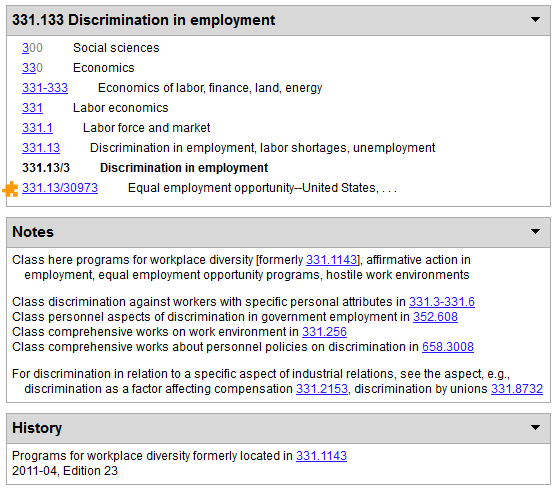 331.133 Discrimination in employment
300 Social sciences
330 Economics
331-333 Economics of labor, finance, land, energy
331 Labor economics
331.1 Labor force and market
331.13 Discrimination in employment, labor shortages, unemployment
331.13/3 Discrimination in employment
331.13/30973 Equal employment opportunity--United States, . . .
Notes
Class here programs for workplace diversity [formerly 331.1143], affirmative action in
employment, equal employment opportunity programs, hostile work environments
Class discrimination against workers with specific personal attributes in 331.3-331.6
Class personnel aspects of discrimination in government employment in 352.608
Class comprehensive works on work environment in 331.256
Class comprehensive works about personnel policies on discrimination in 658.3008
For discrimination in relation to a specific aspect of industrial relations, see the aspect, e.g.,
discrimination as a factor affecting compensation 331.2153, discrimination by unions 331.8732
History
Programs for workplace diversity formerly located in 331.1143
2011-04, Edition 23